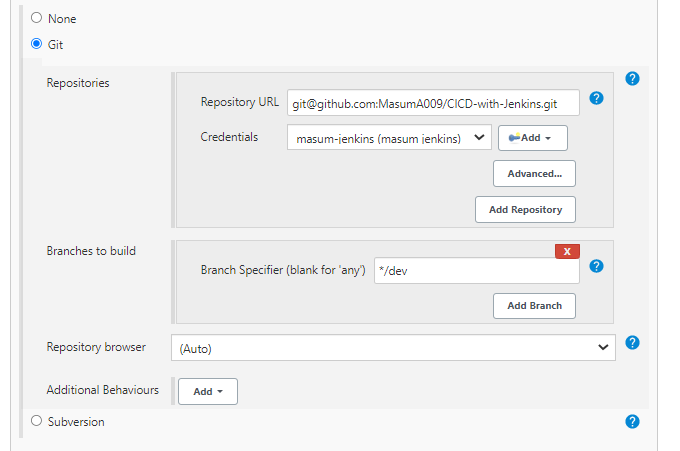 None
Git
Repositories
Repository URL git@github.com:MasumA009/CICD-with-Jenkins.git
Credentials masum-jenkins (masum jenkins) Add
Advanced...
Add Repository
Branches to build
X
Branch Specifier (blank for 'any') */dev
Add Branch
Repository browser (Auto)
Additional Behaviours Add
Subversion